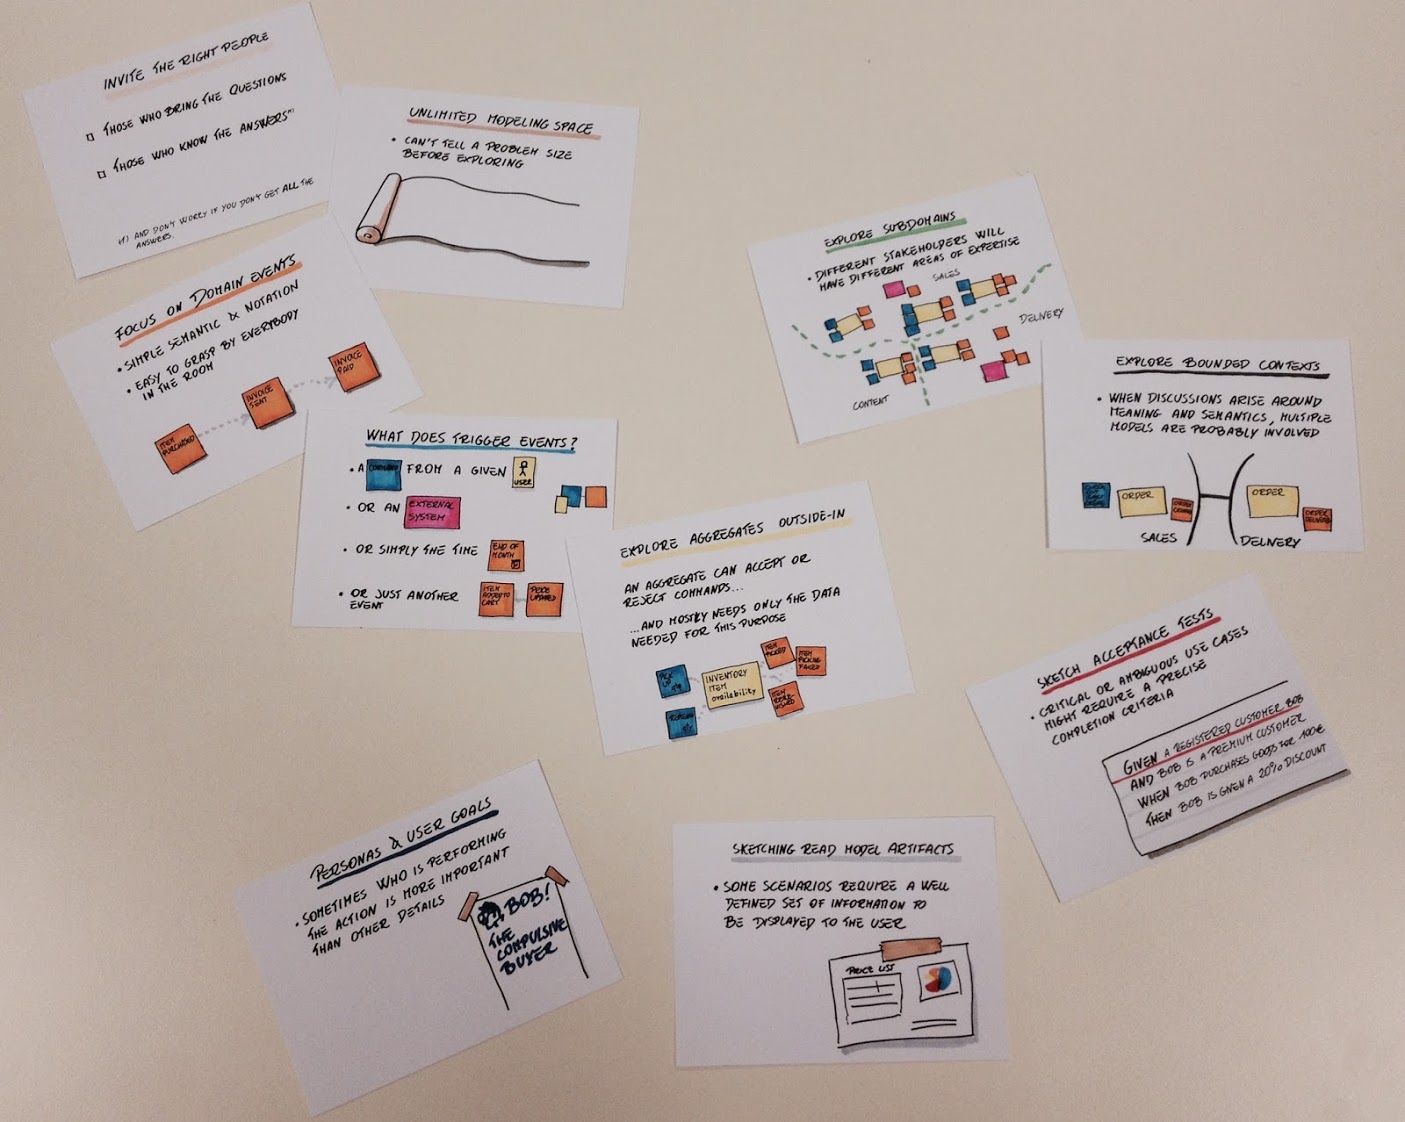 INVITE THE RIGHT PEOPLE
THOSE WHO BRING THE QUESTIONS
THOSE WHO KNOW THE ANSWERS(*)
(*) AND DON'T WORRY IF YOU DON'T GET ALL THE
ANSWERS.
UNLIMITED MODELING SPACE
• CAN'T TELL A PROBLEM SIZE
BEFORE EXPLORING
FOCUS ON DOMAIN EVENTS
• SIMPLE SEMANTIC & NOTATION
• EASY TO GRASP BY EVERYBODY
IN THE ROOM
ITEM
PURCHASED
INVOICE
SENT
INVOICE
PAID
WHAT DOES TRIGGER EVENTS?
• A COMMAND FROM A GIVEN USER
• OR AN EXTERNAL
SYSTEM
• OR SIMPLY THE TIME END OF
MONTH
• OR JUST ANOTHER
EVENT
ITEM
ADDED TO
CART
PRICE
UPDATED
EXPLORE AGGREGATES OUTSIDE-IN
AN AGGREGATE CAN ACCEPT OR
REJECT COMMANDS...
...AND MOSTLY NEEDS ONLY THE DATA
NEEDED FOR THIS PURPOSE
PICK
UP
INVENTORY
ITEM
availability
ITEM
PICKED
ITEM
PICKING
FAILED
ITEM
EXPLORE SUBDOMAINS
• DIFFERENT STAKEHOLDERS WILL
HAVE DIFFERENT AREAS OF EXPERTISE
SALES
DELIVERY
CONTENT
EXPLORE BOUNDED CONTEXTS
• WHEN DISCUSSIONS ARISE AROUND
MEANING AND SEMANTICS, MULTIPLE
MODELS ARE PROBABLY INVOLVED
ORDER
ORDER
SALES
ORDER
ORDER
DELIVERY
SKETCH ACCEPTANCE TESTS
• CRITICAL OR AMBIGUOUS USE CASES
MIGHT REQUIRE A PRECISE
COMPLETION CRITERIA
GIVEN A REGISTERED CUSTOMER BOB
AND BOB IS A PREMIUM CUSTOMER
WHEN BOB PURCHASES GOODS FOR 100€
THEN BOB IS GIVEN A 20% DISCOUNT
PERSONAS & USER GOALS
• SOMETIMES WHO IS PERFORMING
THE ACTION IS MORE IMPORTANT
THAN OTHER DETAILS
BOB!
THE
COMPULSIVE
BUYER
SKETCHING READ MODEL ARTIFACTS
• SOME SCENARIOS REQUIRE A WELL
DEFINED SET OF INFORMATION TO
BE DISPLAYED TO THE USER
PRICE LIST